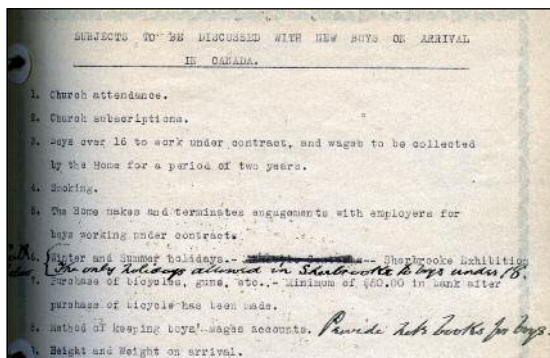 SUBJECTS TO BE DISCUSSED WITH NEW BOYS ON ARRIVAL
IN CANADA.
1. Church attendance.
2. Church subscriptions.
3. Boys over 16 to work under contract, and wages to be collected
by the Home for a period of two years.
4. Smoking.
5. The Home makes and terminates engagements with employers for
boys working under contract.
6. Winter and Summer holidays.- -- Sherbrooke Exhibition
The only holidays allowed in Sherbrooke to boys under 18.
7. Purchase of bicycles, guns, etc..- Minimum of $50.00 in bank after
purchase of bicycle has been made.
8. Method of keeping boys' wages accounts. Provide note books for boys.
9. Height and Weight on arrival.